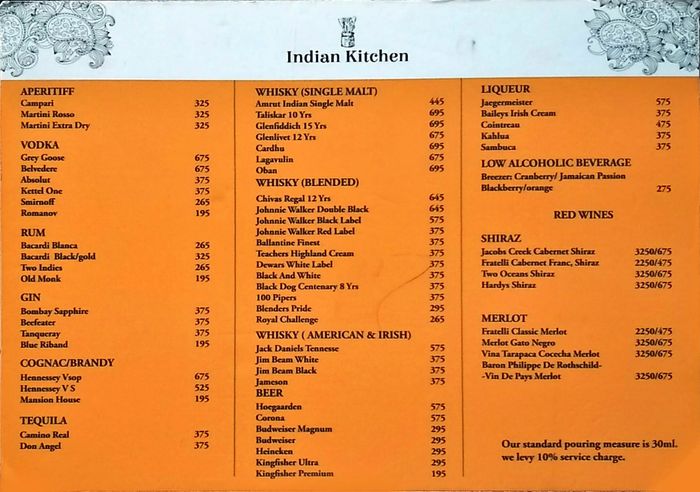 Indian Kitchen
APERITIFF
Campari 325
Martini Rosso 325
Martini Extra Dry 325
VODKA
Grey Goose 675
Belvedere 675
Absolut 375
Kettel One 375
Smirnoff 265
Romanov 195
RUM
Bacardi Blanca 265
Bacardi Black/gold 325
Two Indies 265
Old Monk 195
GIN
Bombay Sapphire 375
Beefeater 375
Tanqueray 375
Blue Riband 195
COGNAC/BRANDY
Hennessey Vsop 675
Hennessey V S 525
Mansion House 195
TEQUILA
Camino Real 375
Don Angel 375
WHISKY (SINGLE MALT)
Amrut Indian Single Malt 445
Taliskar 10 Yrs 695
Glenfiddich 15 Yrs 695
Glenlivet 12 Yrs 675
Cardhu 695
Lagavulin 675
Oban 695
WHISKY (BLENDED)
Chivas Regal 12 Yrs 645
Johnnie Walker Double Black 645
Johnnie Walker Black Label 575
Johnnie Walker Red Label 375
Ballantine Finest 375
Teachers Highland Cream 375
Dewars White Label 375
Black And White 375
Black Dog Centenary 8 Yrs 375
100 Pipers 375
Blenders Pride 295
Royal Challenge 265
WHISKY ( AMERICAN & IRISH)
Jack Daniels Tennesse 575
Jim Beam White 375
Jim Beam Black 375
Jameson 375
BEER
Hoegaarden 575
Corona 575
Budweiser Magnum 295
Budweiser 295
Heineken 295
Kingfisher Ultra 295
Kingfisher Premium 195
LIQUEUR
Jaegermeister 575
Baileys Irish Cream 375
Cointreau 475
Kahlua 375
Sambuca 375
LOW ALCOHOLIC BEVERAGE
Breezer: Cranberry/ Jamaican Passion
Blackberry/orange 275
RED WINES
SHIRAZ
Jacobs Creek Cabernet Shiraz 3250/675
Fratelli Cabernet Franc, Shiraz 2250/475
Two Oceans Shiraz 3250/675
Hardys Shiraz 3250/675
MERLOT
Fratelli Classic Merlot 2250/475
Merlot Gato Negro 3250/675
Vina Tarapaca Cocecha Merlot 3250/675
Baron Philippe De Rothschild-
-Vin De Pays Merlot 3250/675
Our standard pouring measure is 30ml.
we levy 10% service charge.